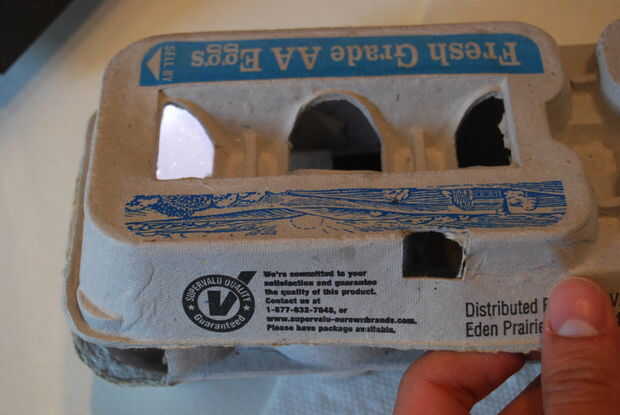 Fresh Grade AA Eggs
Eggs
SELL BY
SUPERVALU QUALITY
V
Guaranteed
We're committed to your
satisfaction and guarantee
the quality of this product.
Contact us at
1-877-932-7948, or
www.supervalu-ourownbrands.com.
Please have package available.
Distributed
Eden Prairie